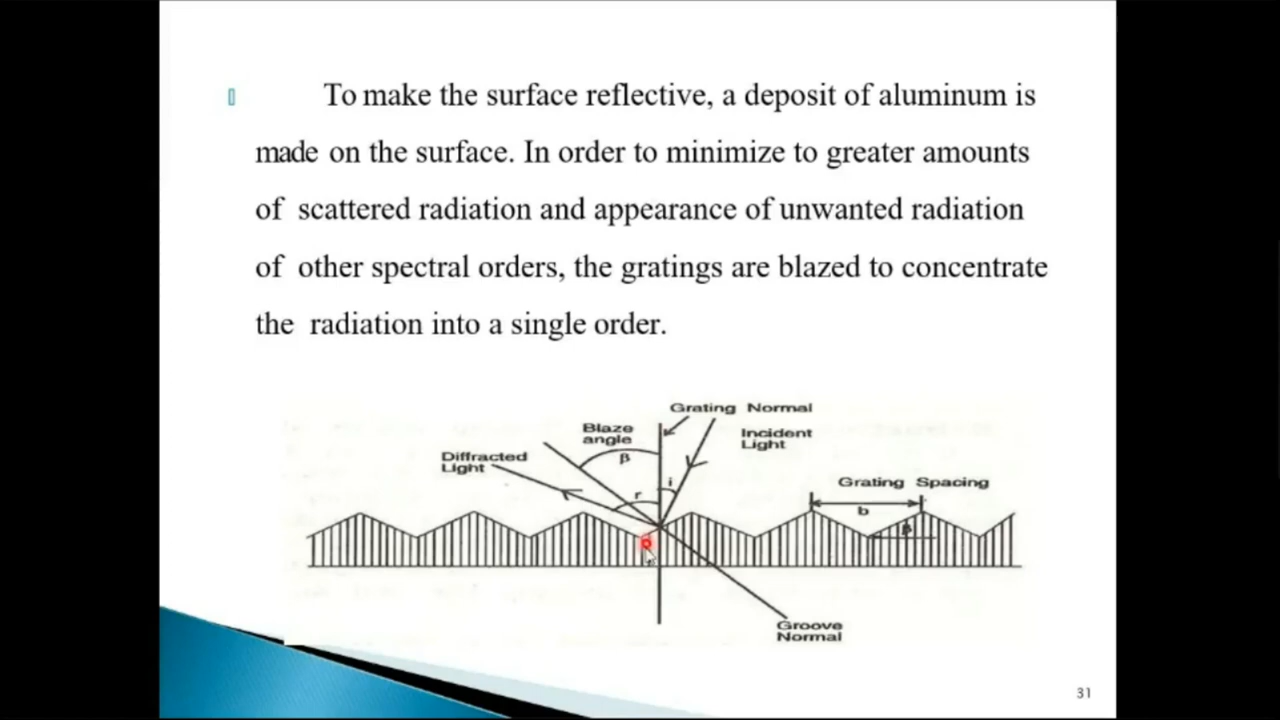 To make the surface reflective, a deposit of aluminum is
made on the surface. In order to minimize to greater amounts
of scattered radiation and appearance of unwanted radiation
of other spectral orders, the gratings are blazed to concentrate
the radiation into a single order.
Grating Normal
Blaze
angle
β
Incident
Light
Diffracted
Light
i
r
Grating Spacing
b
β
Groove
Normal
31